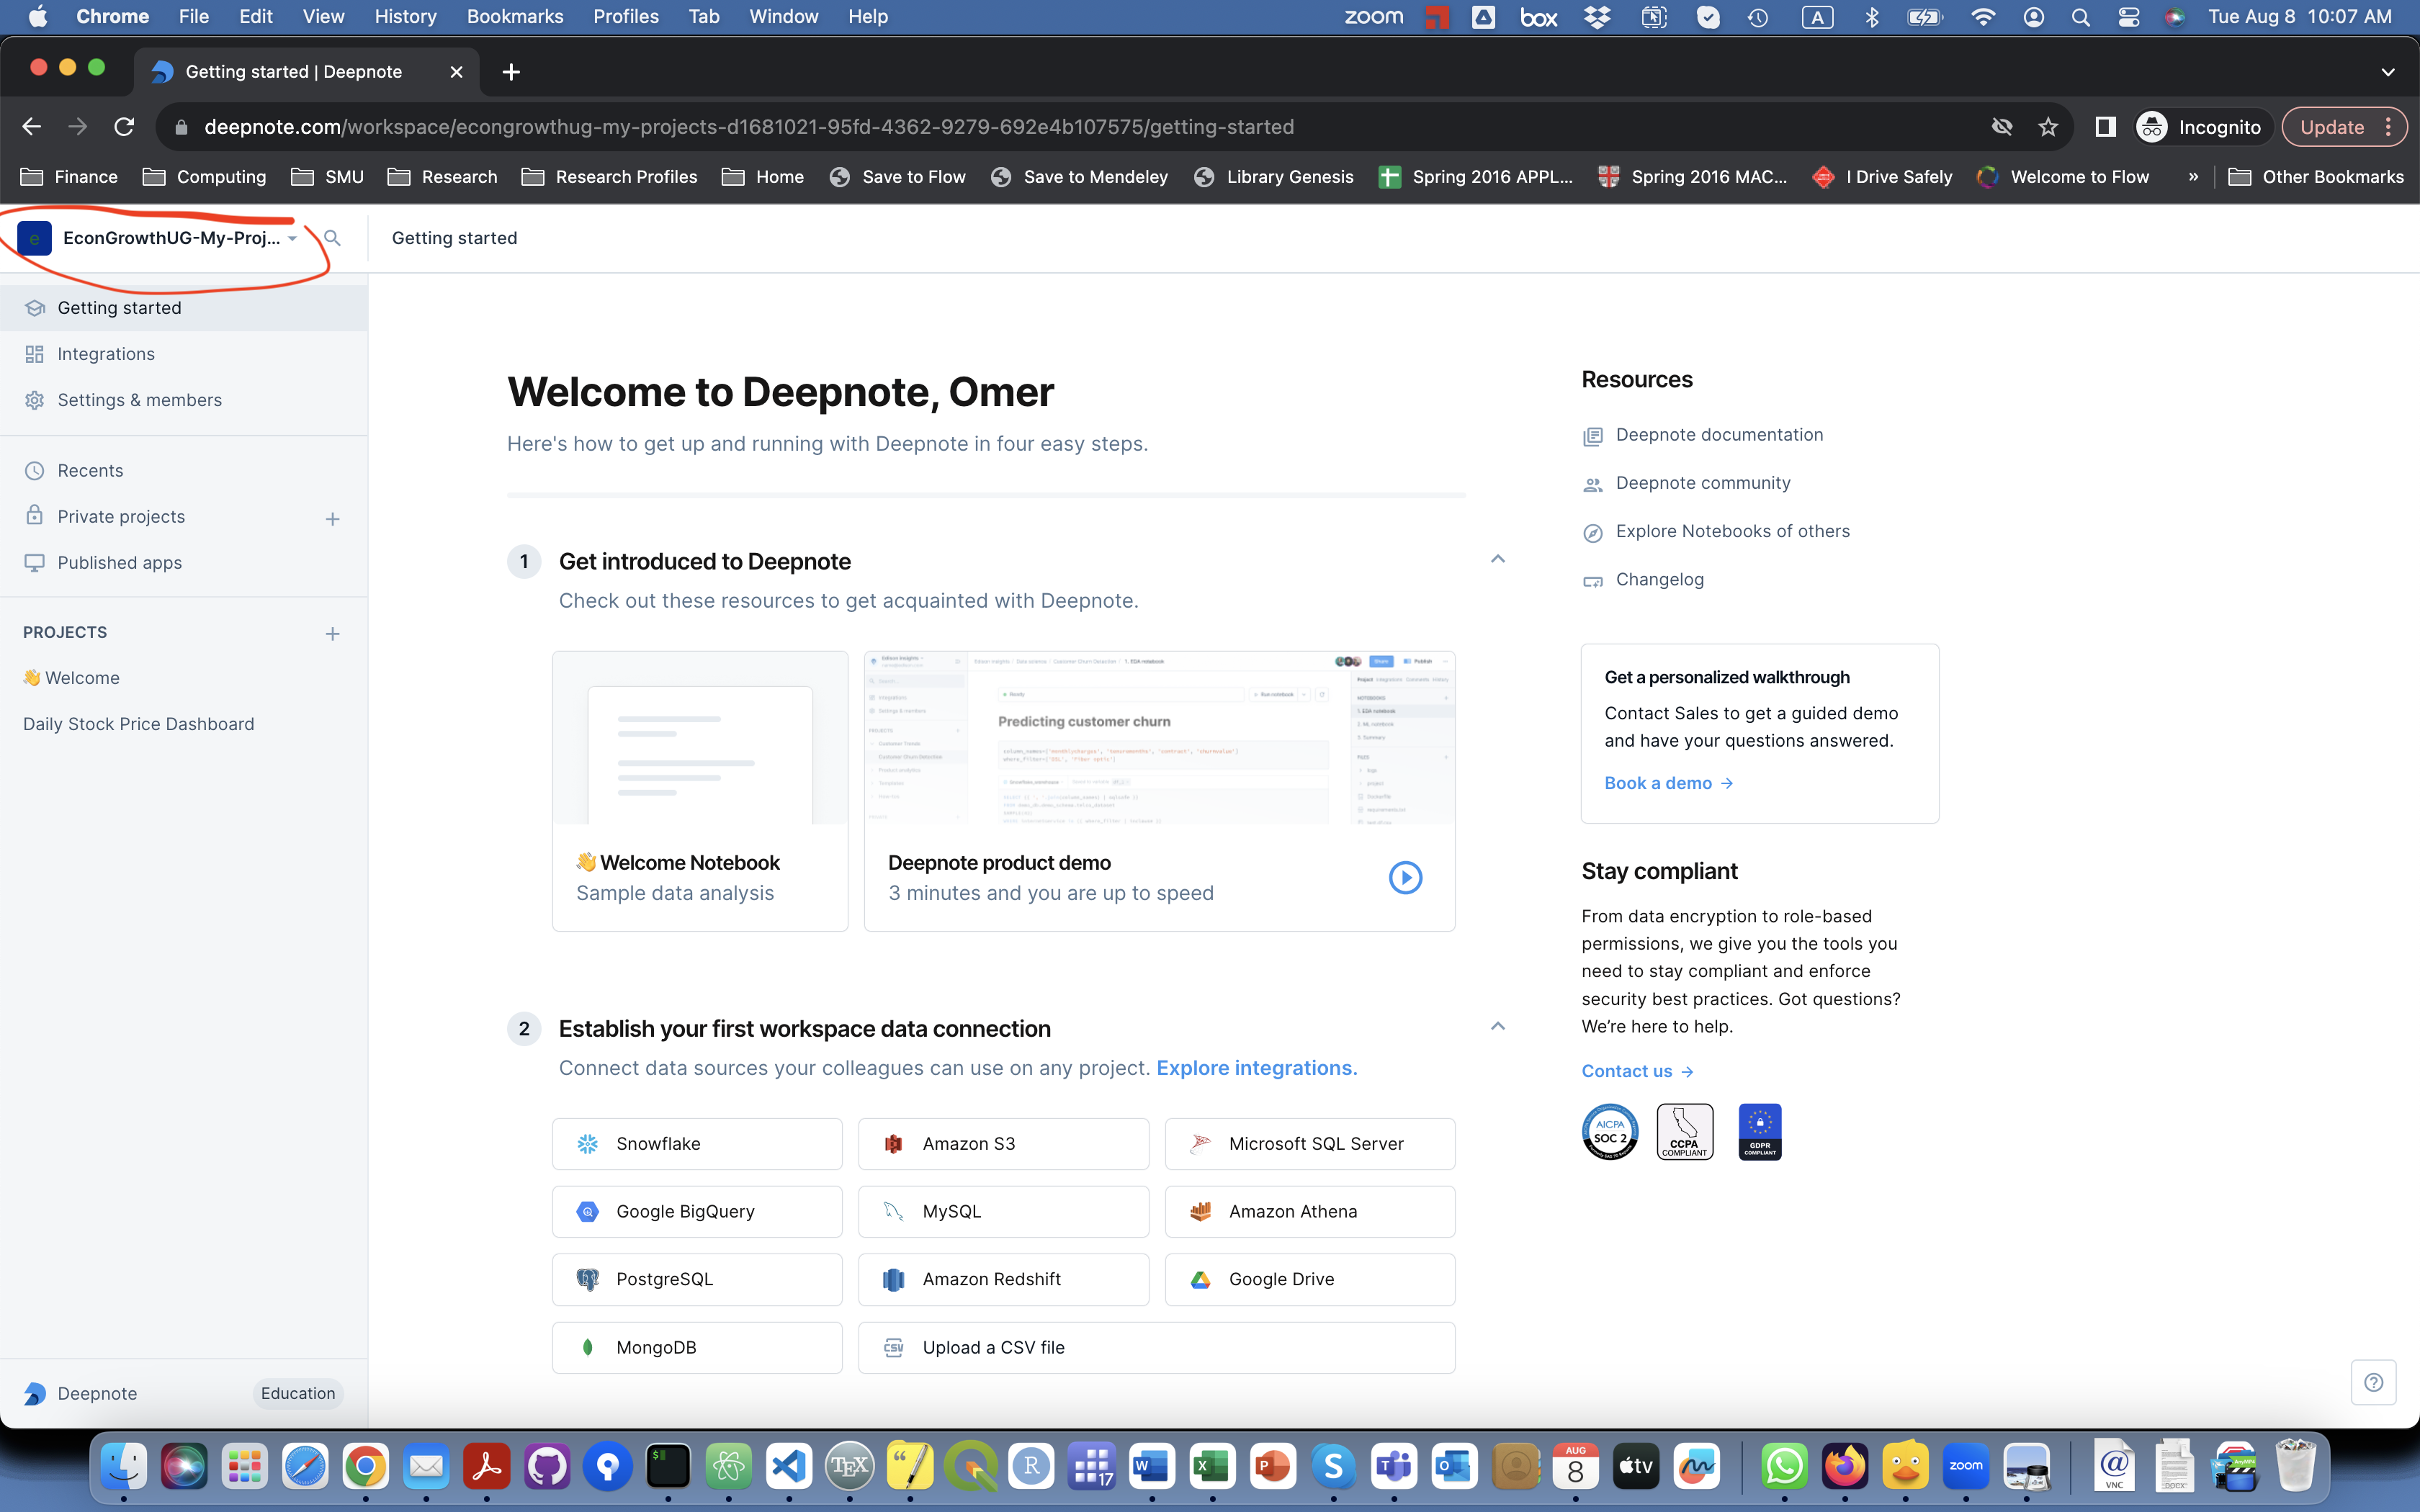 Chrome File Edit View History Bookmarks Profiles Tab Window Help zoom box A Tue Aug 8 10:07 AM
Getting started | Deepnote
deepnote.com/workspace/econgrowthug-my-projects-d1681021-95fd-4362-9279-692e4b107575/getting-started Incognito Update
Finance Computing SMU Research Research Profiles Home Save to Flow Save to Mendeley Library Genesis Spring 2016 APPL... Spring 2016 MAC... I Drive Safely Welcome to Flow » Other Bookmarks
e EconGrowthUG-My-Proj... Getting started
Getting started
Integrations
Settings & members
Recents
Private projects
Published apps
PROJECTS
👋 Welcome
Daily Stock Price Dashboard
Deepnote Education
Welcome to Deepnote, Omer
Here's how to get up and running with Deepnote in four easy steps.
1 Get introduced to Deepnote
Check out these resources to get acquainted with Deepnote.
Predicting customer churn
👋 Welcome Notebook
Sample data analysis
Deepnote product demo
3 minutes and you are up to speed
2 Establish your first workspace data connection
Connect data sources your colleagues can use on any project. Explore integrations.
Snowflake Amazon S3 Microsoft SQL Server
Google BigQuery MySQL Amazon Athena
PostgreSQL Amazon Redshift Google Drive
MongoDB CSV Upload a CSV file
Resources
Deepnote documentation
Deepnote community
Explore Notebooks of others
Changelog
Get a personalized walkthrough
Contact Sales to get a guided demo
and have your questions answered.
Book a demo →
Stay compliant
From data encryption to role-based
permissions, we give you the tools you
need to stay compliant and enforce
security best practices. Got questions?
We're here to help.
Contact us →
AICPA
SOC 2
CCPA
COMPLIANT
GDPR
COMPLIANT
TEX R 17 W X P S T O AUG 8 tv zoom @ VNC DOCX